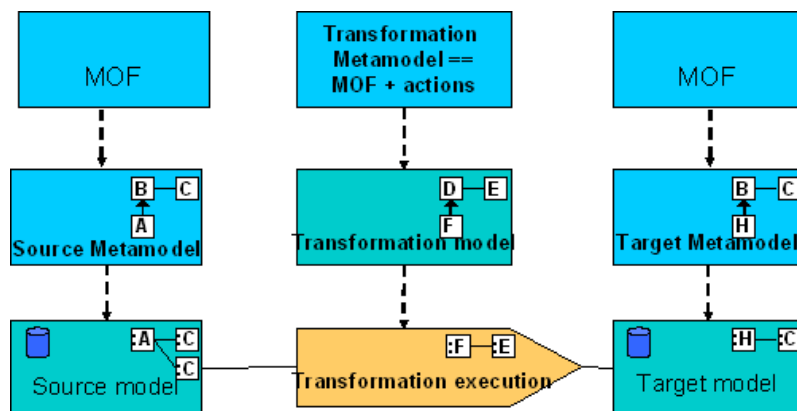 MOF
Transformation
Metamodel ==
MOF + actions
MOF
B C
A
Source Metamodel
D E
F
Transformation model
B C
H
Target Metamodel
:A :C
:C
Source model
:F :E
Transformation execution
:H :C
Target model